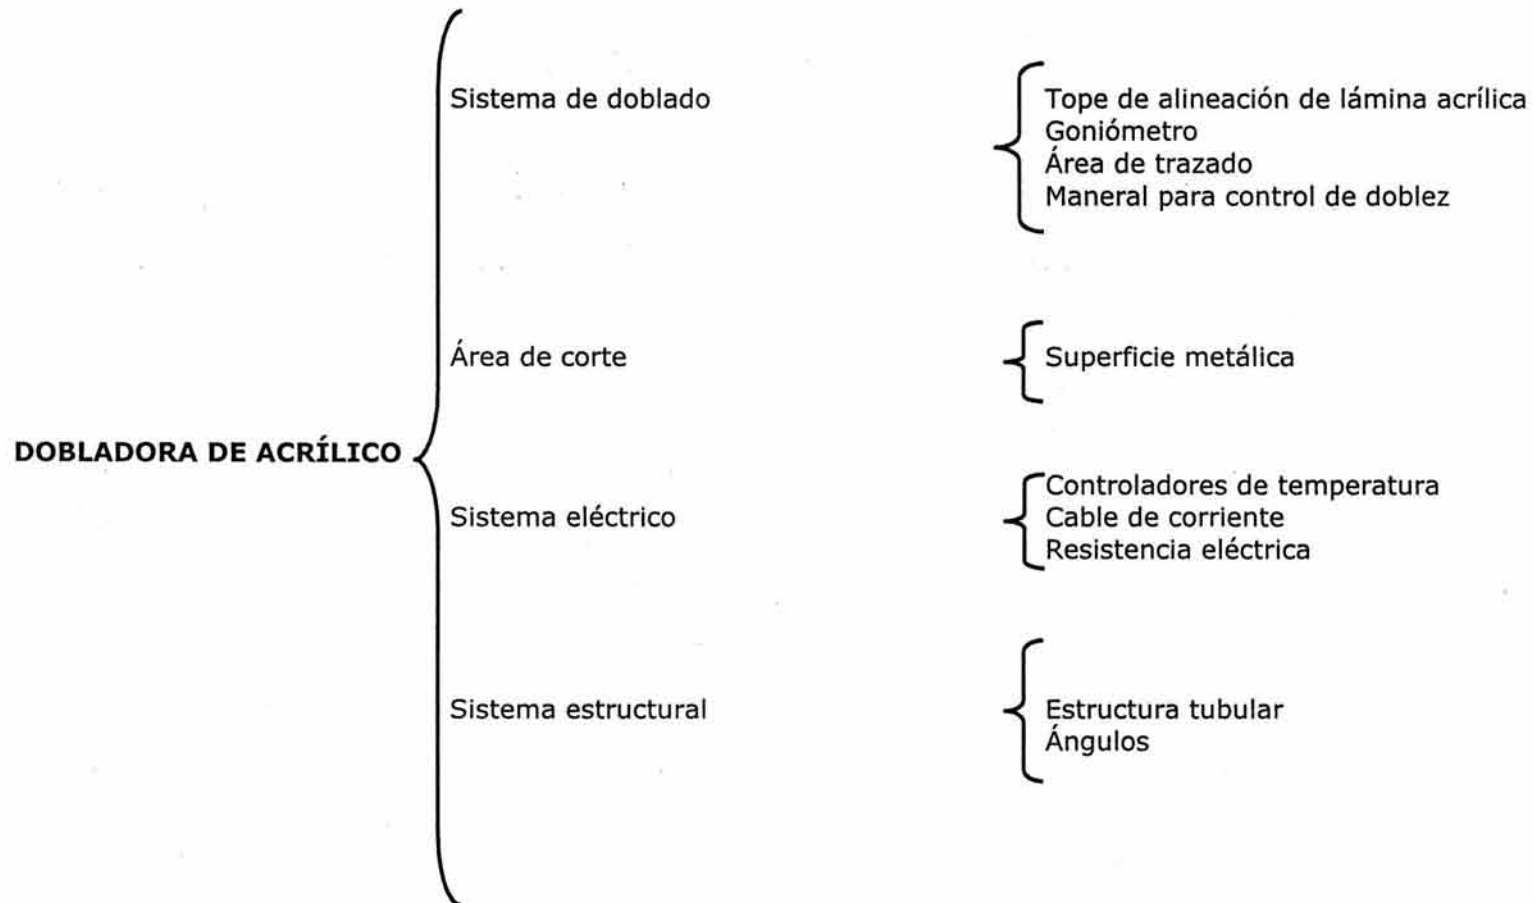 Sistema de doblado
Tope de alineación de lámina acrílica
Goniómetro
Área de trazado
Maneral para control de doblez
Área de corte
Superficie metálica
DOBLADORA DE ACRÍLICO
Sistema eléctrico
Controladores de temperatura
Cable de corriente
Resistencia eléctrica
Sistema estructural
Estructura tubular
Ángulos